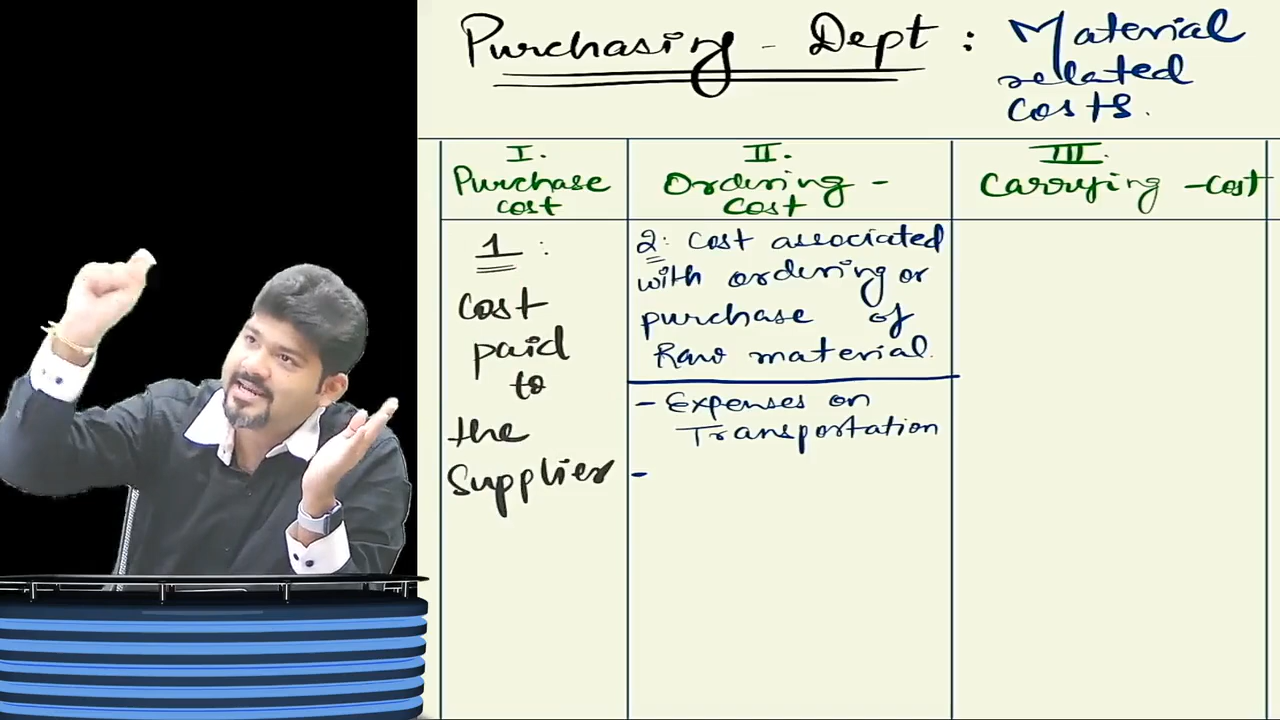 Purchasing - Dept : Material
related
costs.
I.
Purchase
cost
II.
Ordering -
cost
III.
Carrying - cost
1 :
cost
paid
to
the
Supplier
2: cost associated
with ordering or
purchase of
Raw material.
- Expenses on
Transportation
-